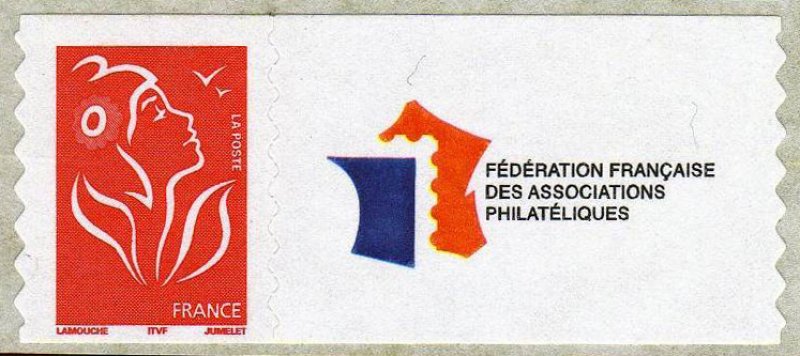 LA POSTE
FRANCE
LAMOUCHE ITVF JUMELET
FÉDÉRATION FRANÇAISE
DES ASSOCIATIONS
PHILATÉLIQUES